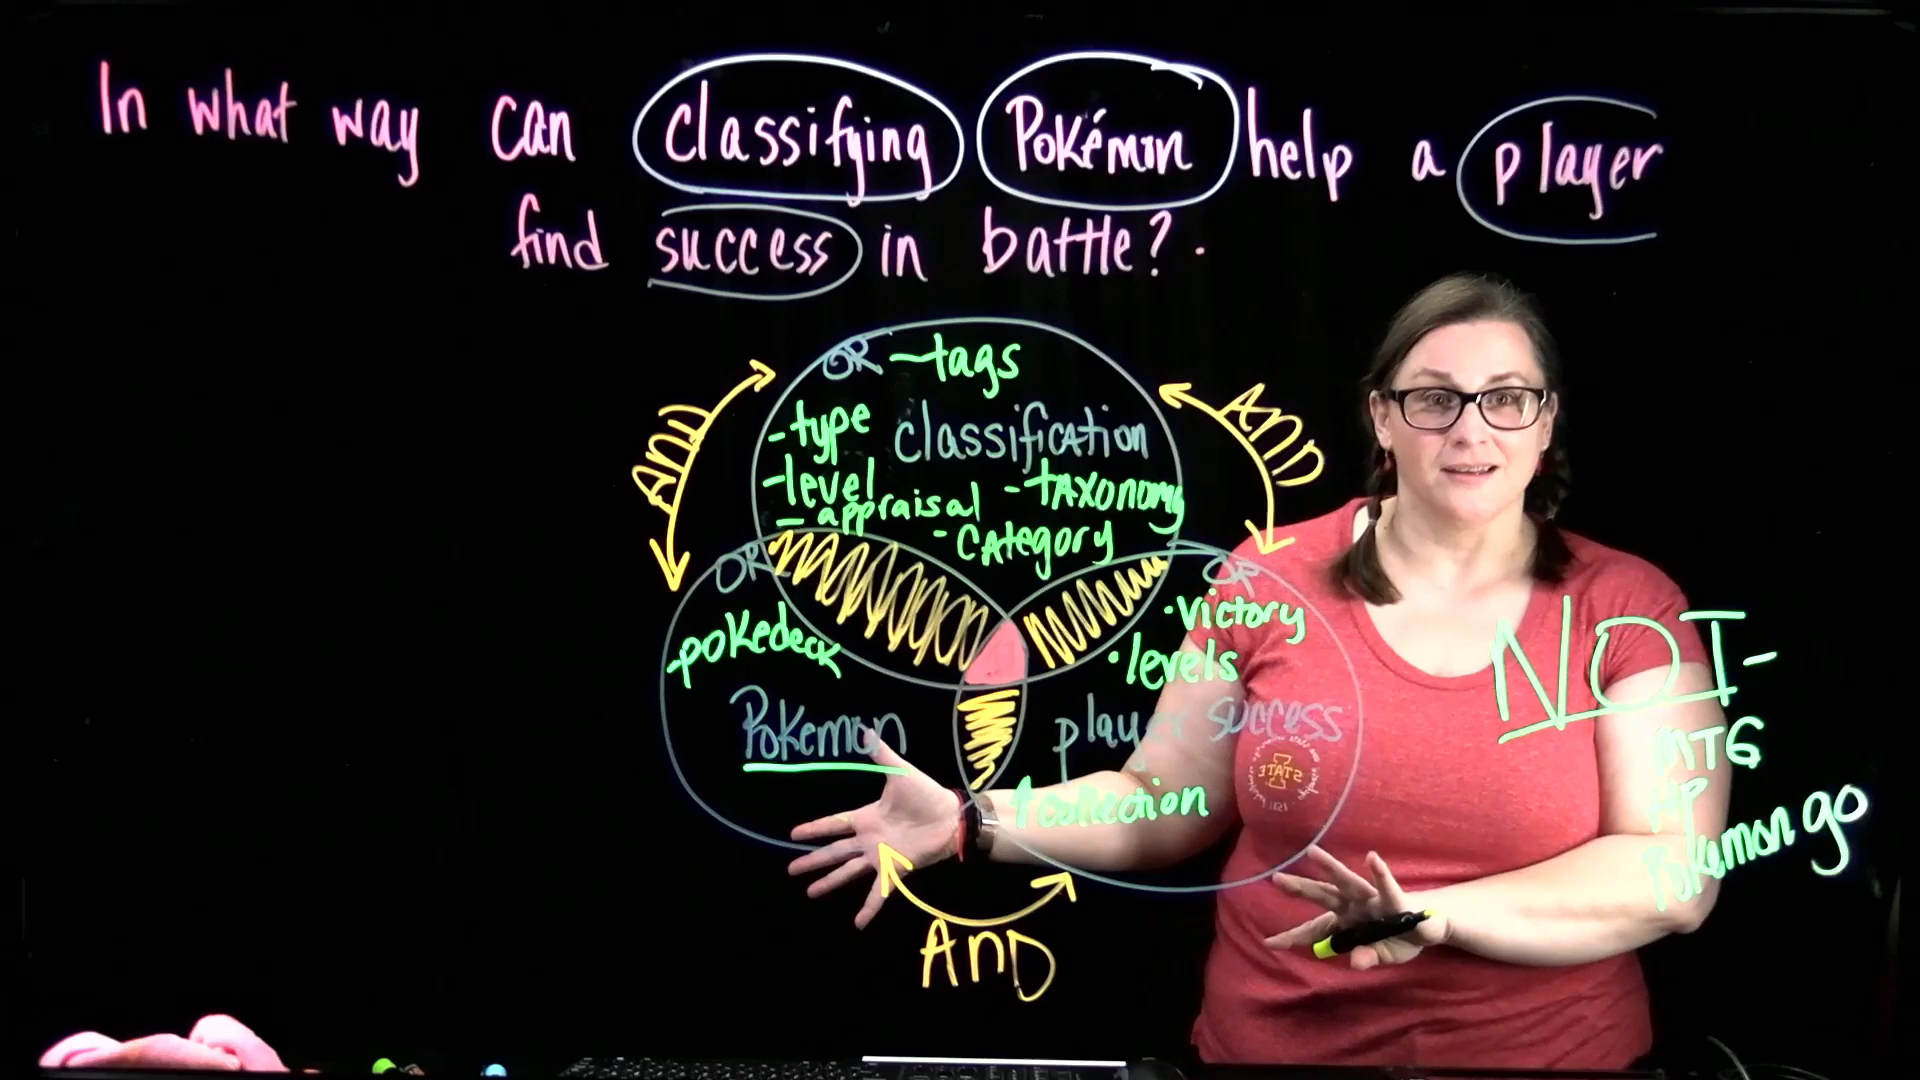 In what way can classifying Pokémon help a player
find success in battle?.
OR -tags
-type classification
-level -taxonomy
- appraisal
-category
AND
AND
OR
-pokedeck
Pokemon
OR
·victory
·levels
player success
↑collection
AND
NOT-
MTG
HP
Pokemon go
STATE